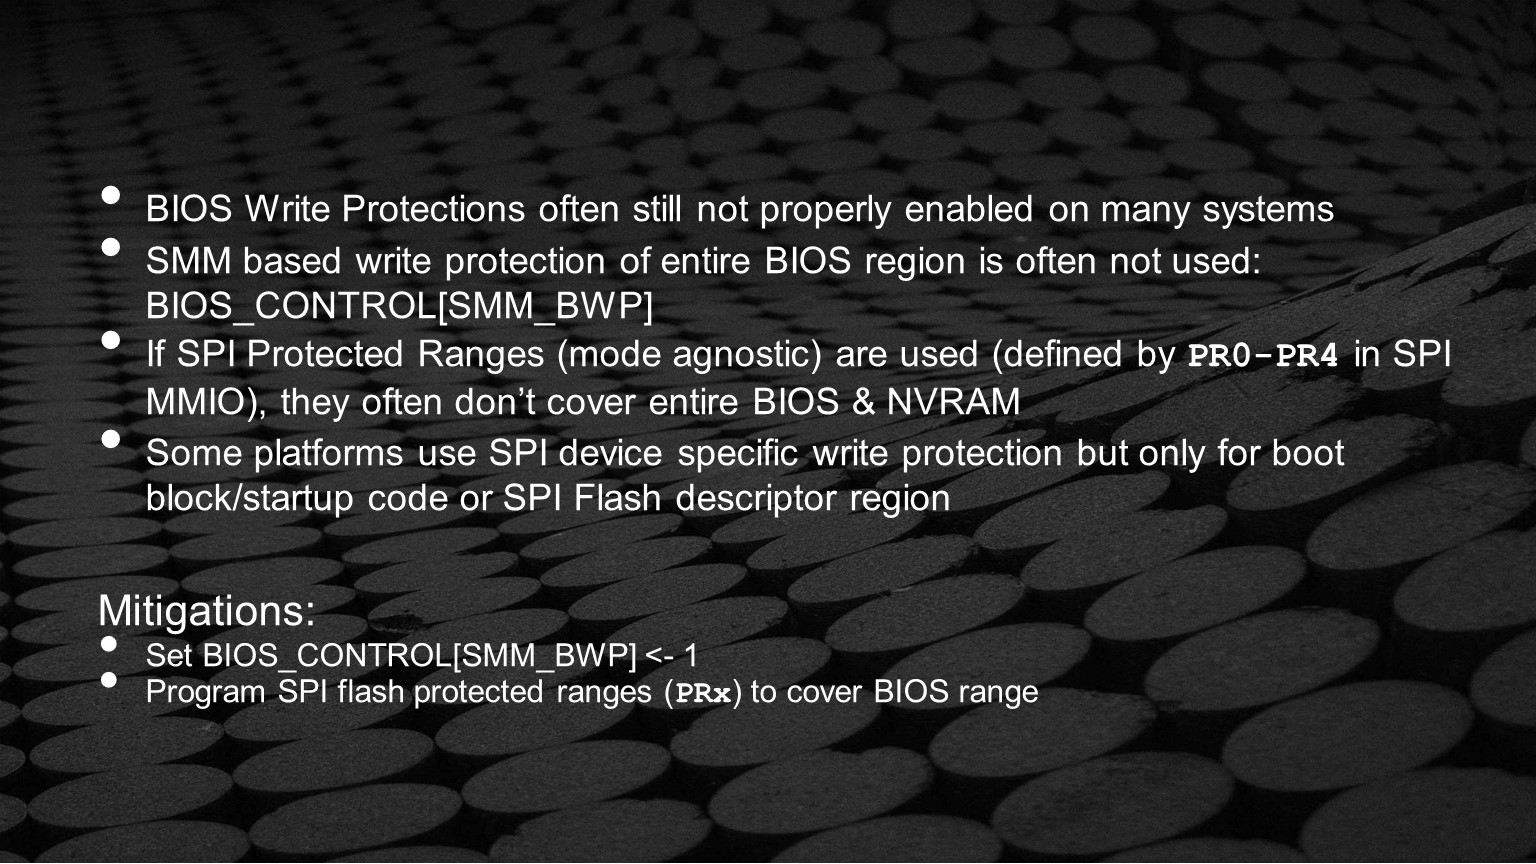 • BIOS Write Protections often still not properly enabled on many systems
• SMM based write protection of entire BIOS region is often not used:
BIOS_CONTROL[SMM_BWP]
• If SPI Protected Ranges (mode agnostic) are used (defined by PR0-PR4 in SPI
MMIO), they often don’t cover entire BIOS & NVRAM
• Some platforms use SPI device specific write protection but only for boot
block/startup code or SPI Flash descriptor region
Mitigations:
• Set BIOS_CONTROL[SMM_BWP] <- 1
• Program SPI flash protected ranges (PRx) to cover BIOS range